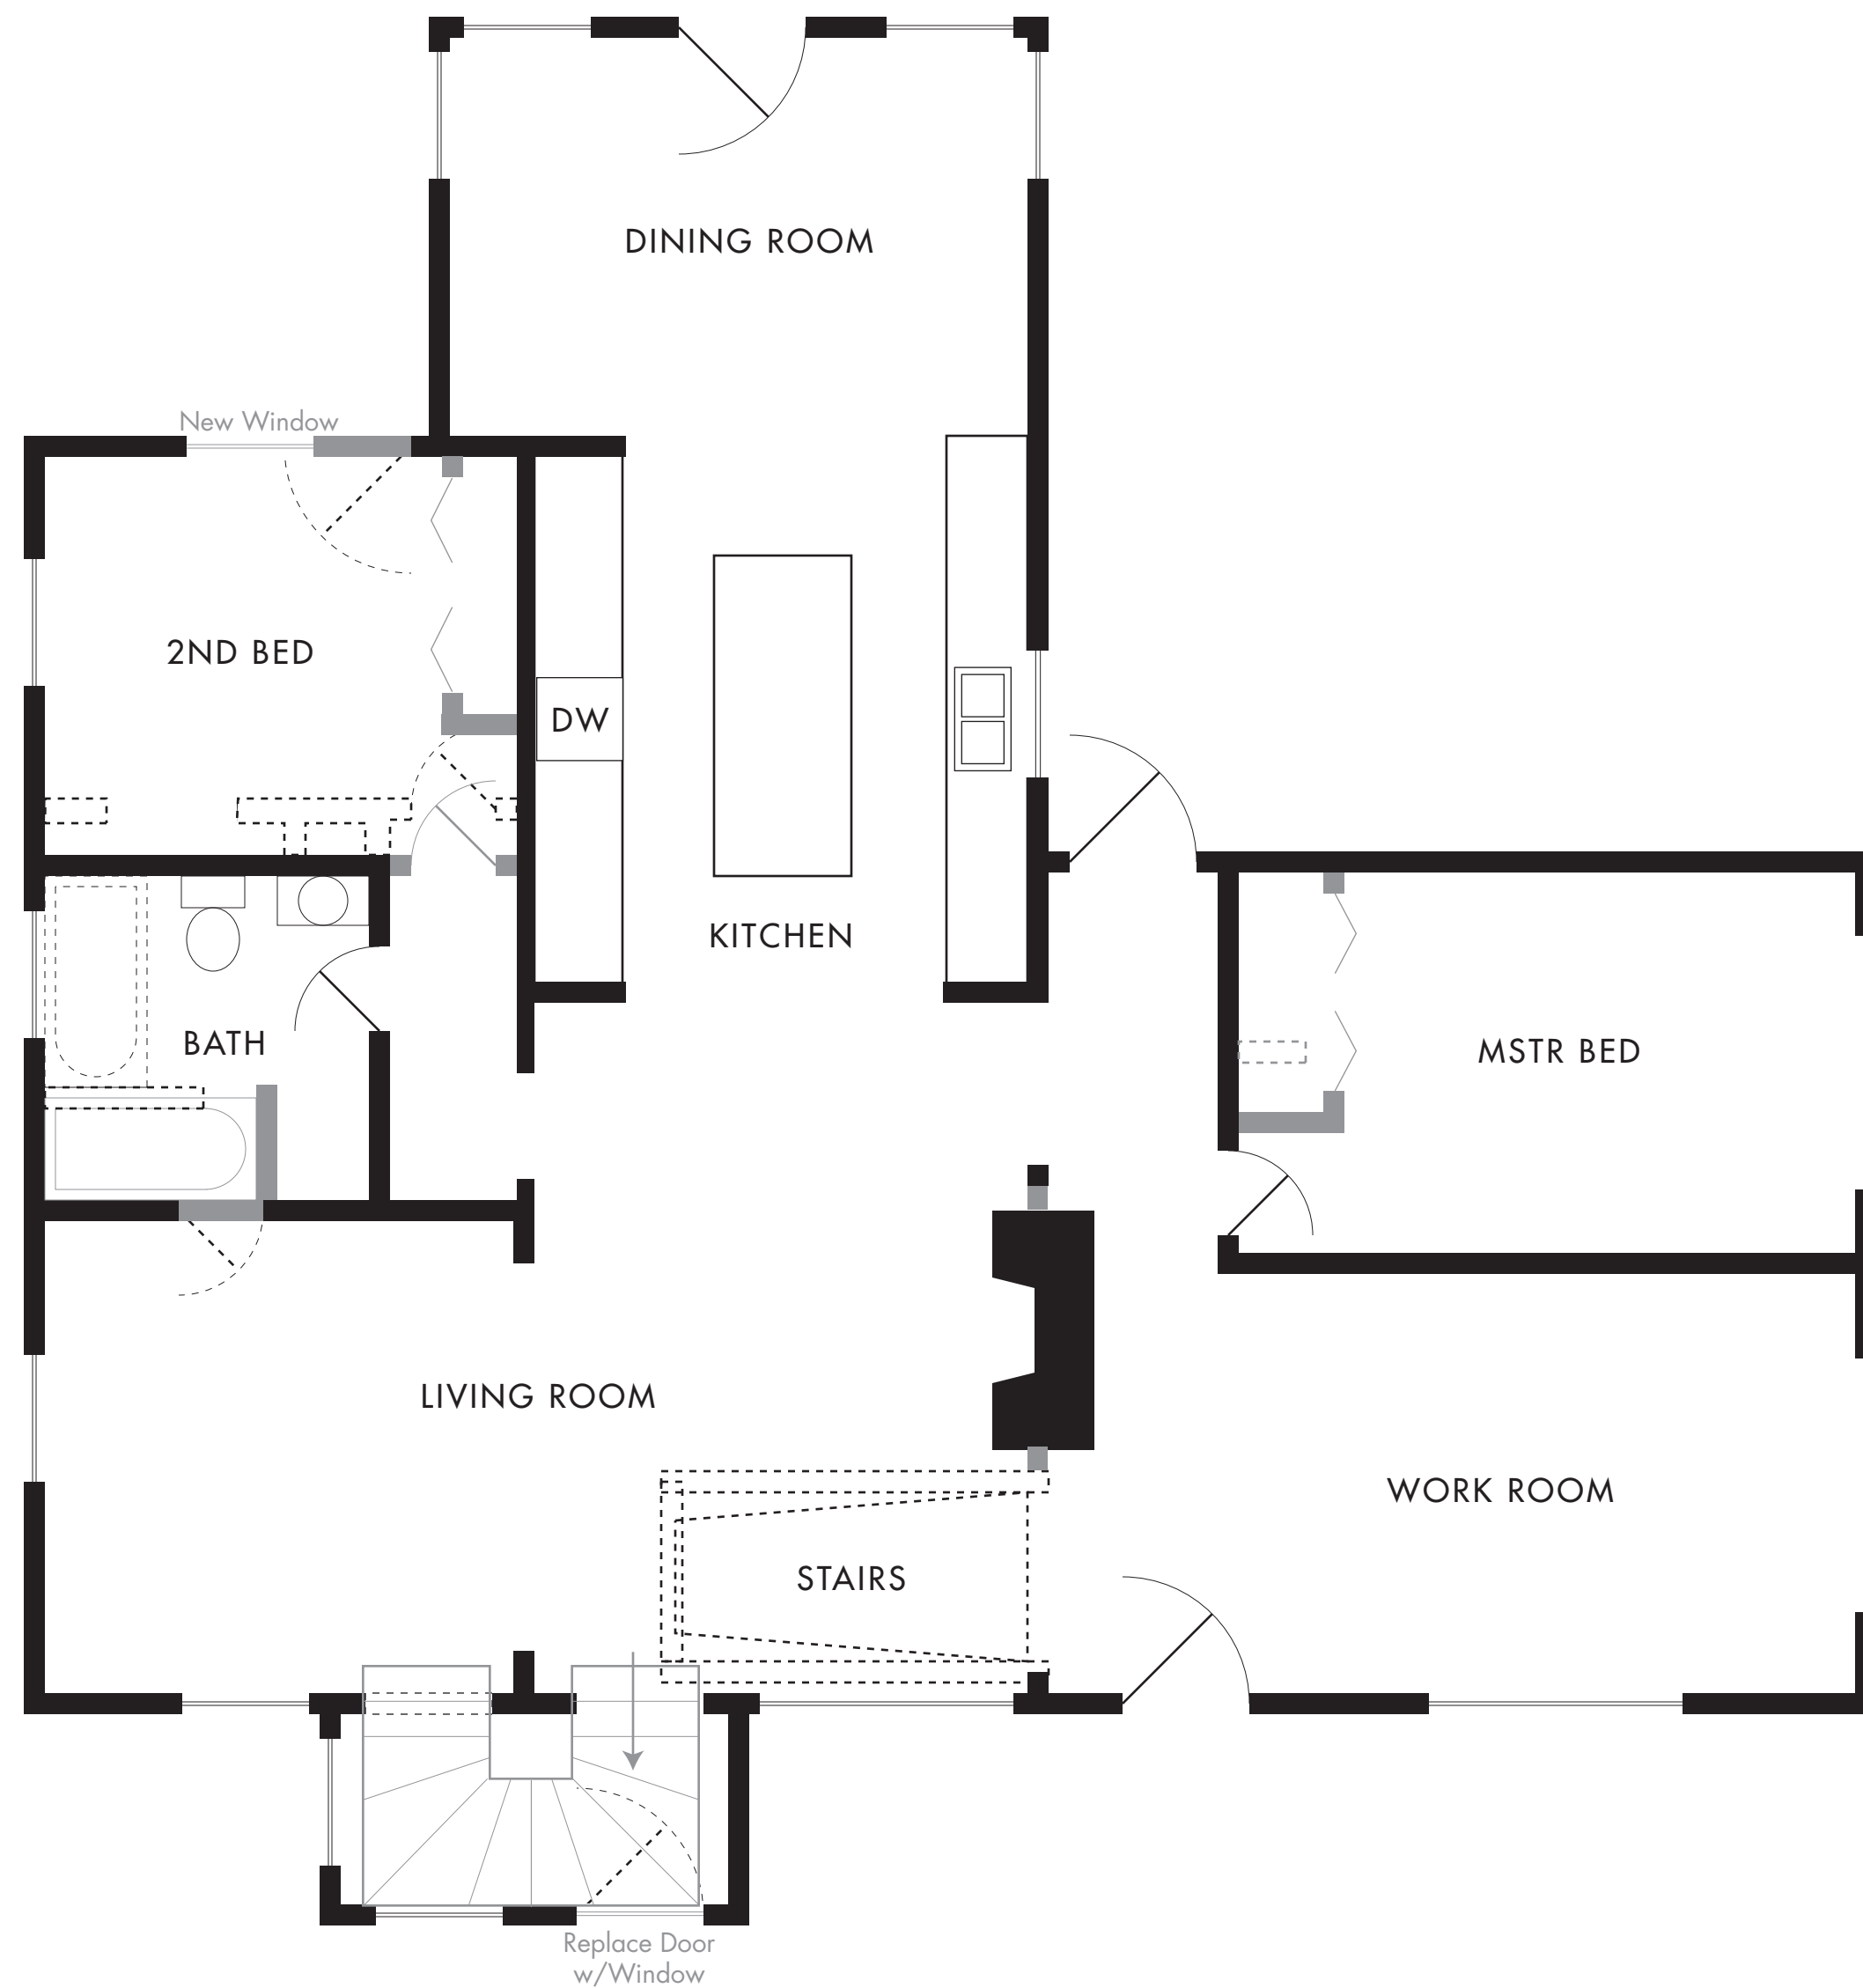 DINING ROOM
New Window
2ND BED
DW
KITCHEN
BATH
MSTR BED
LIVING ROOM
WORK ROOM
STAIRS
Replace Door
w/Window